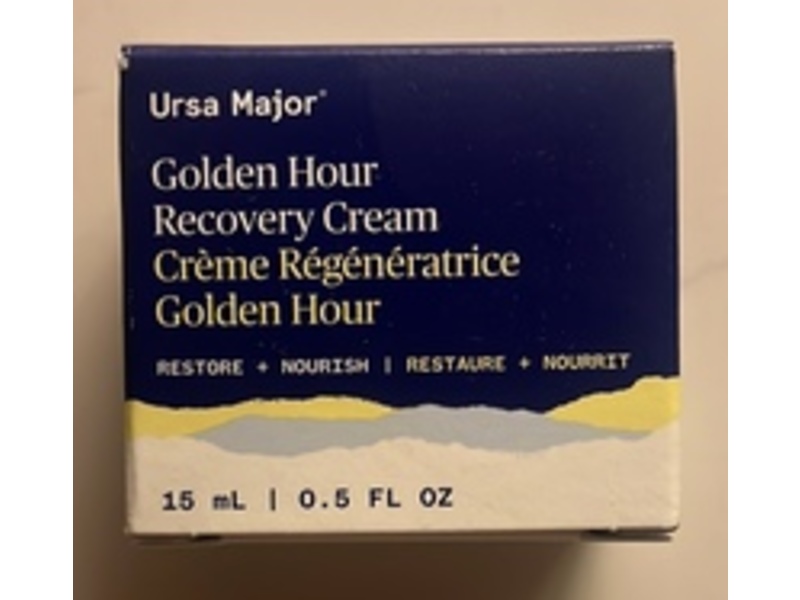 Ursa Major
Golden Hour
Recovery Cream
Crème Régénératrice
Golden Hour
RESTORE + NOURISH | RESTAURE + NOURRIT
15 mL | 0.5 FL OZ